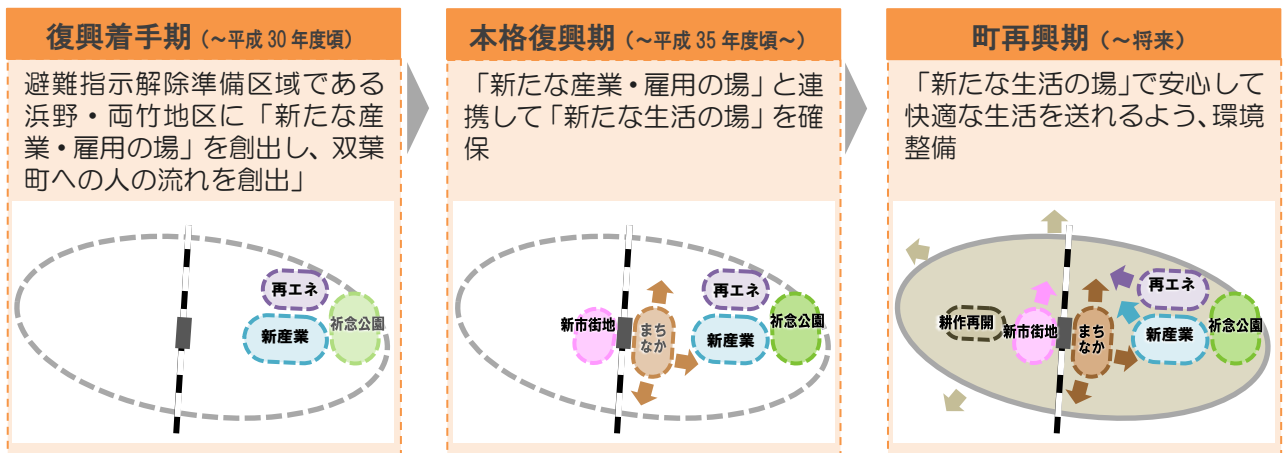 復興着手期（～平成30年度頃）
避難指示解除準備区域である
浜野・両竹地区に「新たな産
業・雇用の場」を創出し、双葉
町への人の流れを創出」
再エネ
祈念公園
新産業
本格復興期（～平成35年度頃～）
「新たな産業・雇用の場」と連
携して「新たな生活の場」を確
保
再エネ
新市街地
まち
なか
新産業
祈念公園
町再興期（～将来）
「新たな生活の場」で安心して
快適な生活を送れるよう、環境
整備
再エネ
耕作再開
新市街地
まち
なか
新産業
祈念公園